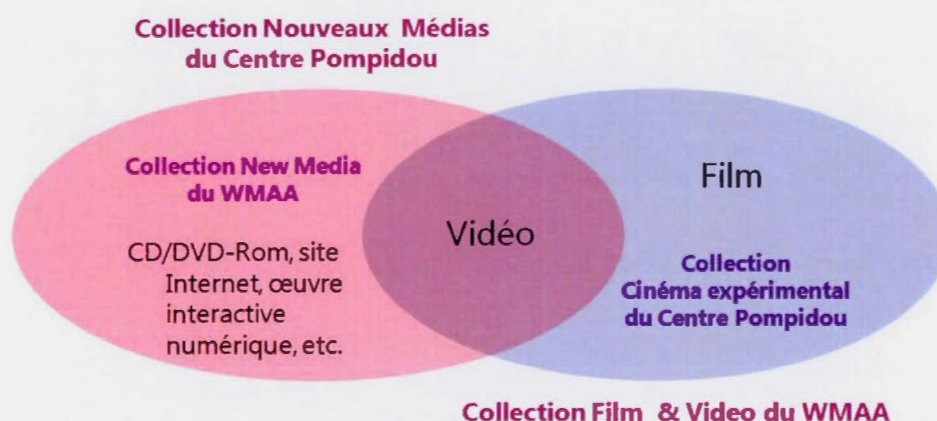 Collection Nouveaux Médias
du Centre Pompidou
Collection New Media
du WMAA
CD/DVD-Rom, site
Internet, œuvre
interactive
numérique, etc.
Vidéo
Film
Collection
Cinéma expérimental
du Centre Pompidou
Collection Film & Video du WMAA